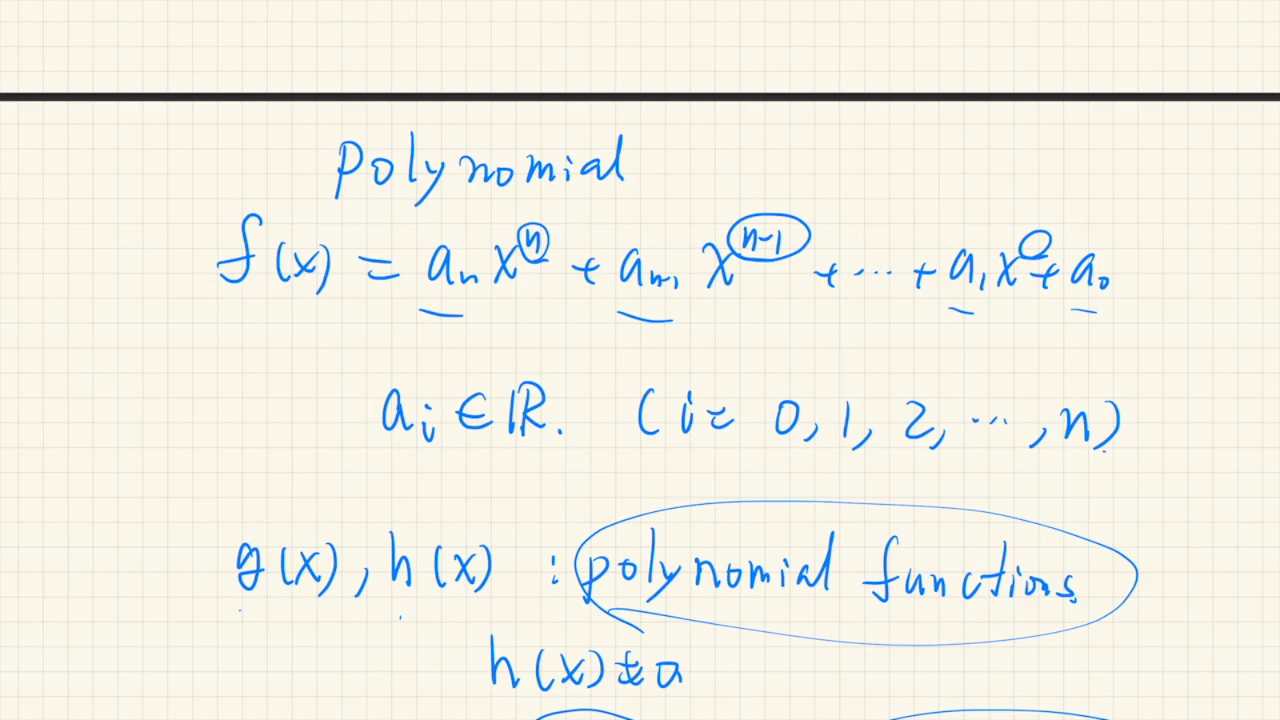 Polynomial
f(x) = aₙxⁿ + aₙ₋₁xⁿ⁻¹ + ⋯ + a₁x + a₀
aᵢ ∈ ℝ. (i = 0, 1, 2, ⋯, n)
g(x), h(x) : polynomial functions
h(x) ≠ 0